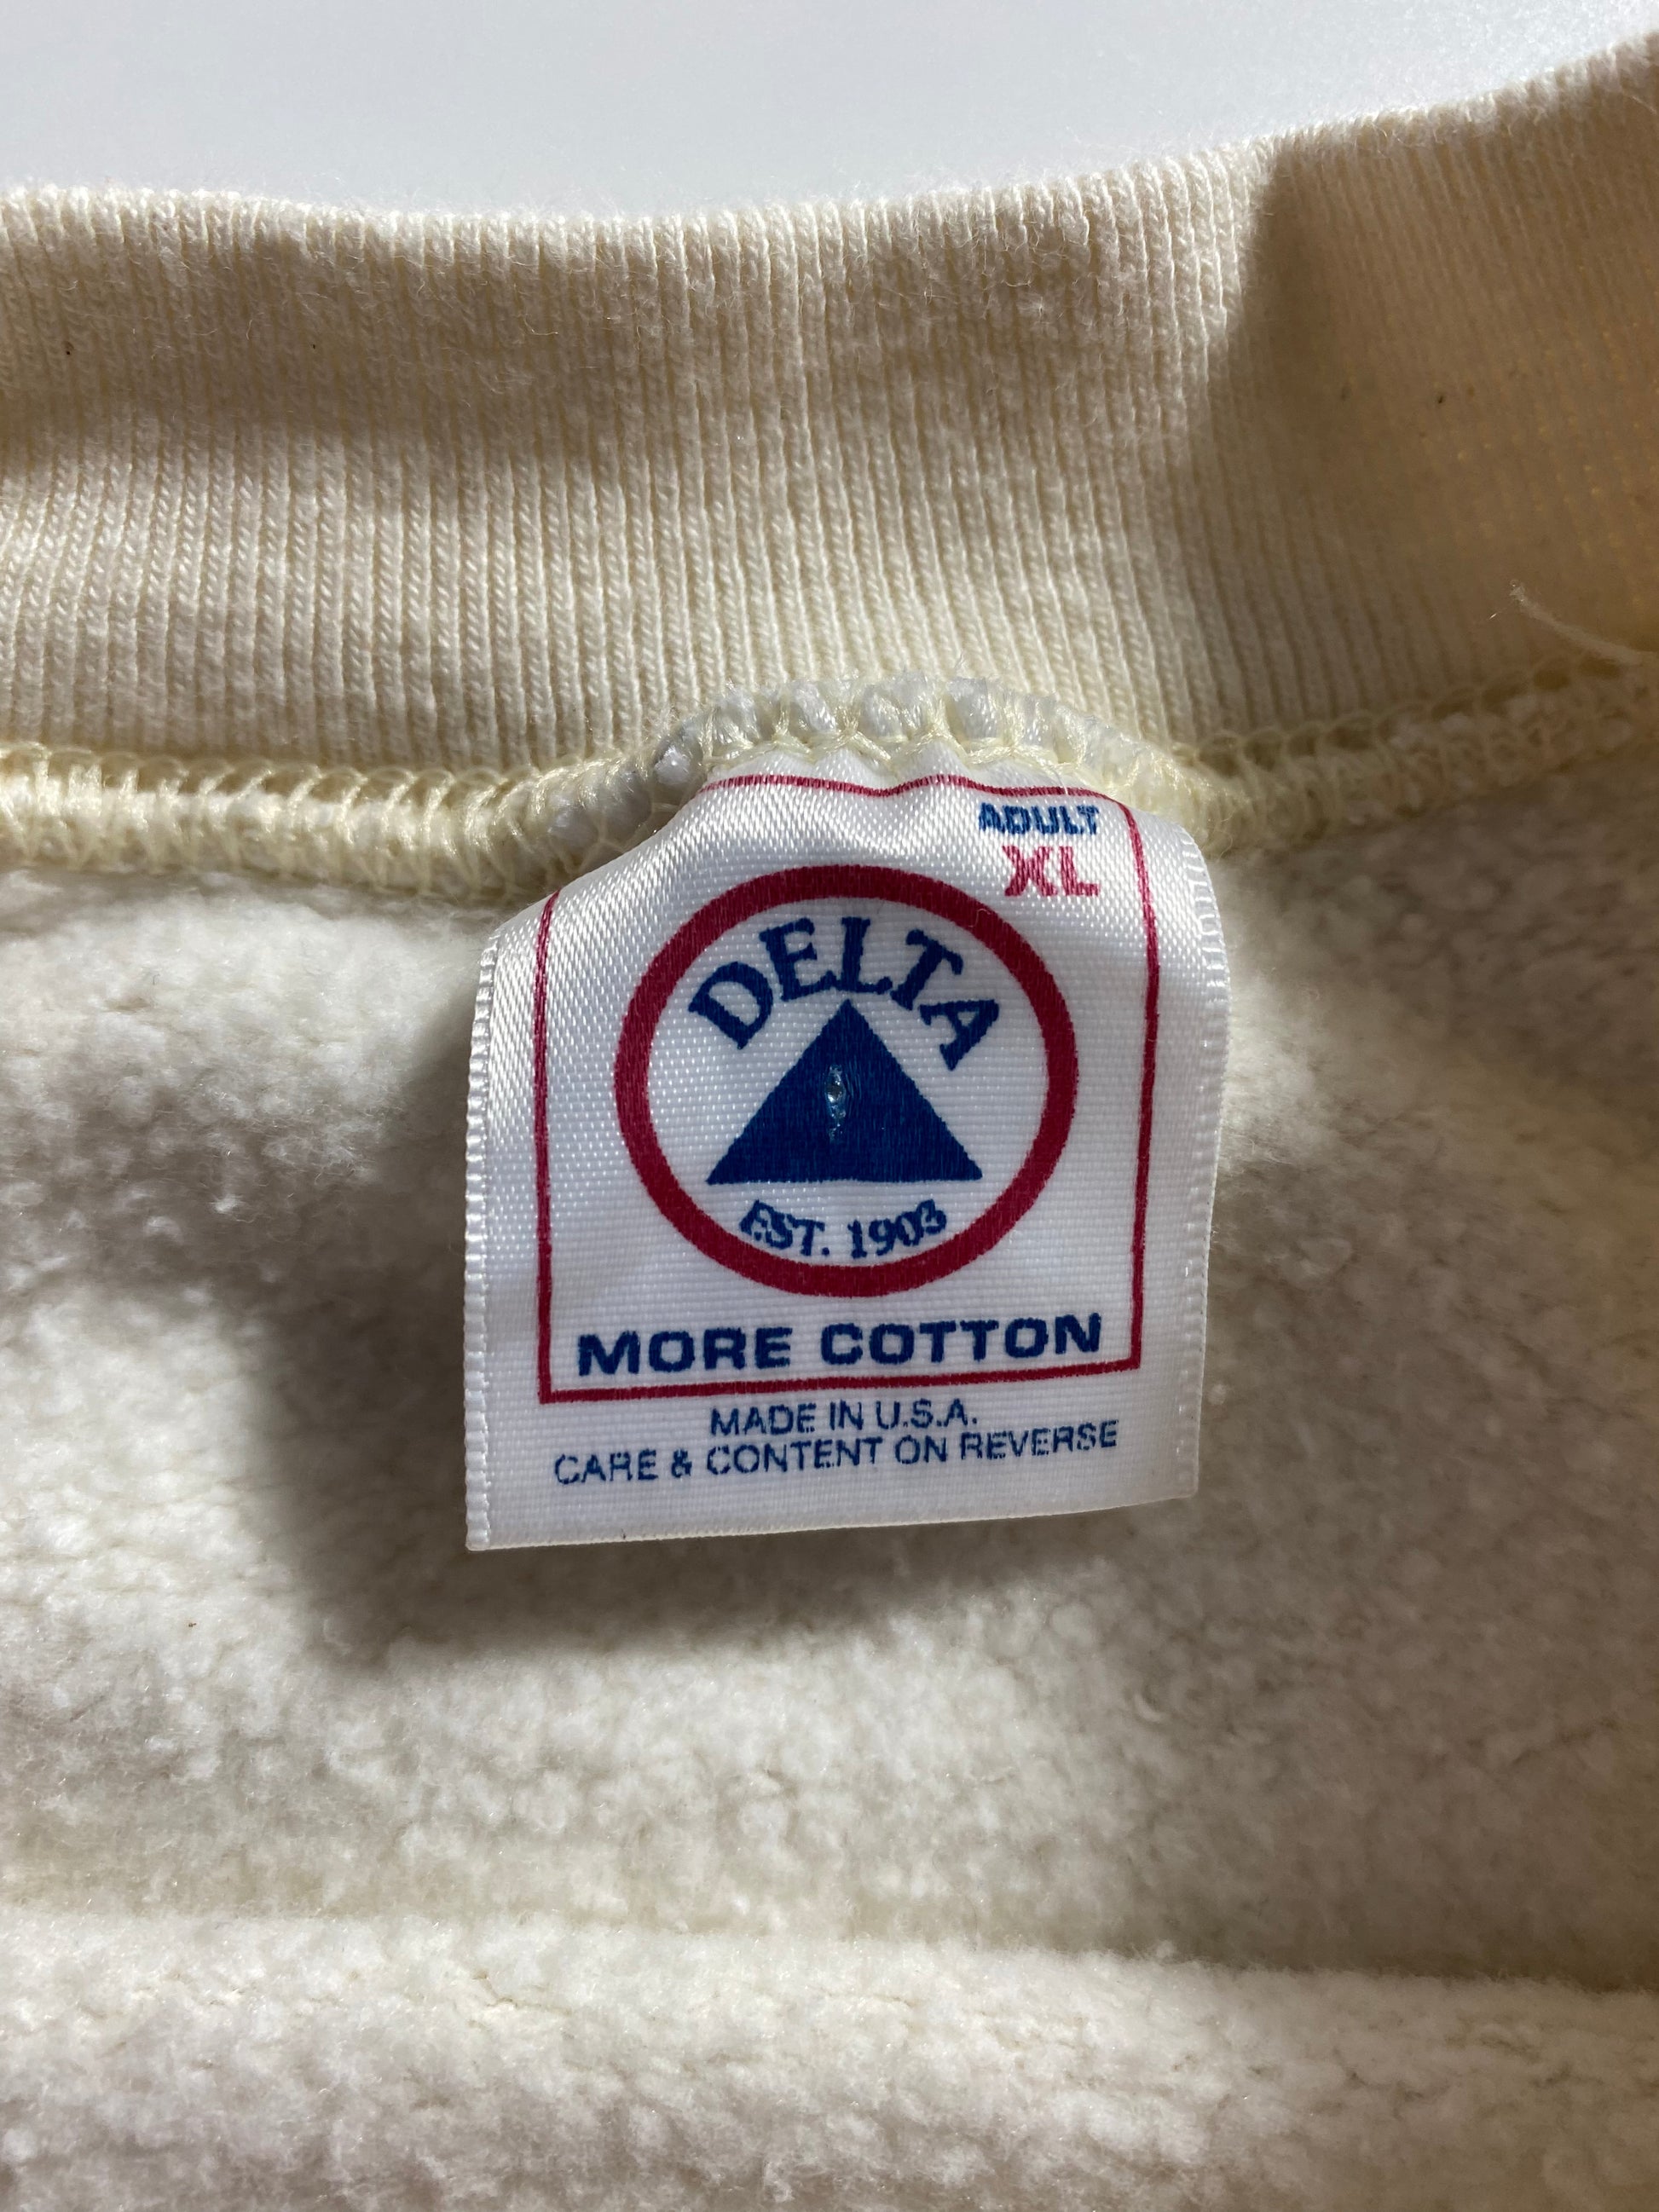 ADULT
XL
DELTA
EST. 1903
MORE COTTON
MADE IN U.S.A.
CARE & CONTENT ON REVERSE